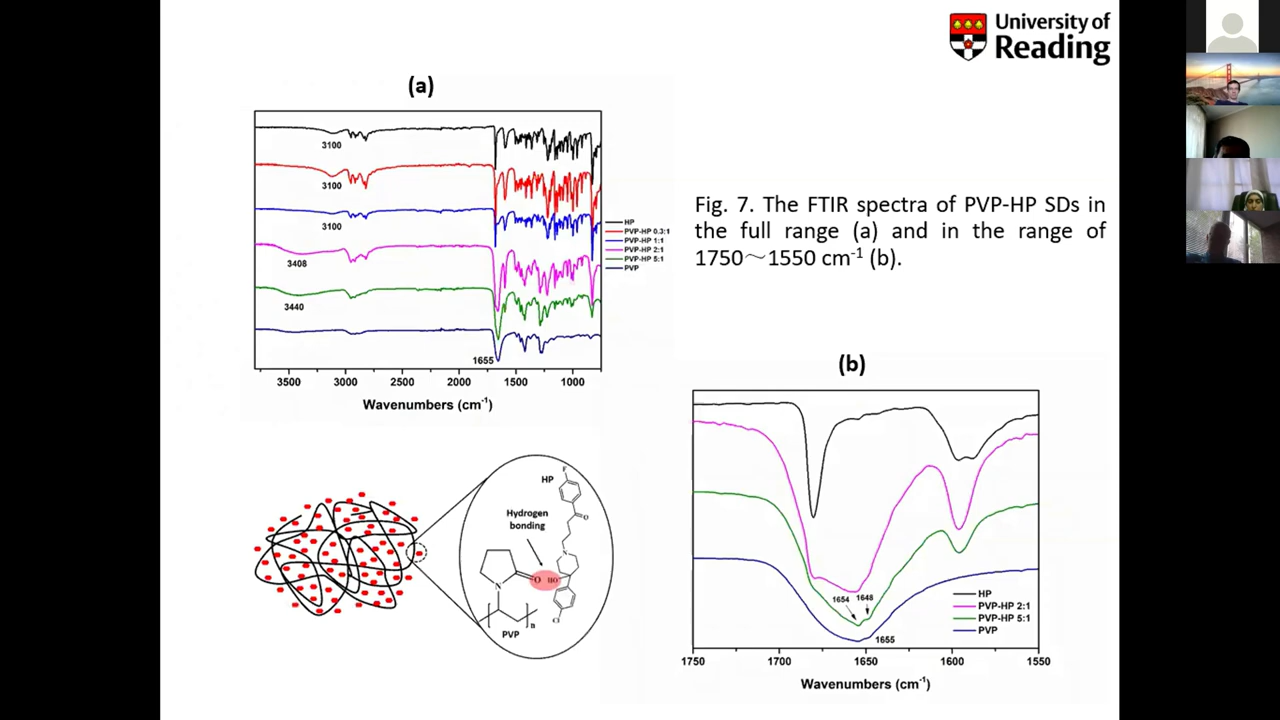 University of
Reading
(a)
3100
3100
3100
3408
3440
1655
HP
PVP-HP 0.3:1
PVP-HP 1:1
PVP-HP 2:1
PVP-HP 5:1
PVP
3500 3000 2500 2000 1500 1000
Wavenumbers (cm⁻¹)
Fig. 7. The FTIR spectra of PVP-HP SDs in
the full range (a) and in the range of
1750～1550 cm⁻¹ (b).
(b)
1654 1648
1655
HP
PVP-HP 2:1
PVP-HP 5:1
PVP
1750 1700 1650 1600 1550
Wavenumbers (cm⁻¹)
F
HP
O
Hydrogen
bonding
N
O HO
N
Cl
n
PVP